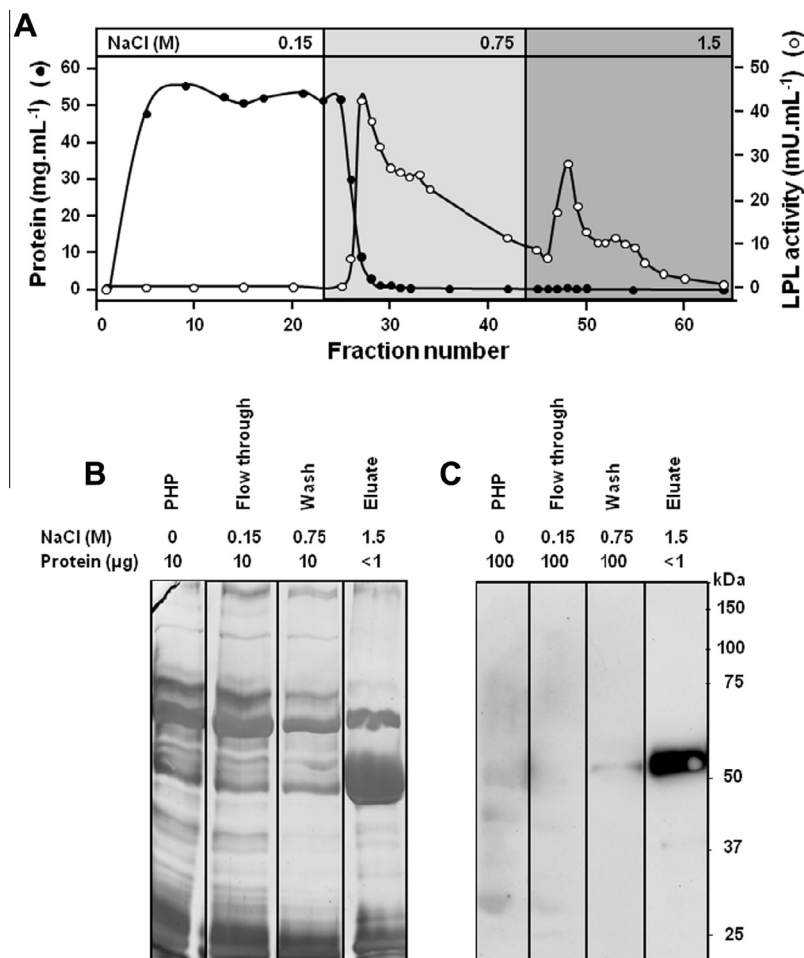 A
NaCl (M) 0.15 0.75 1.5
Protein (mg.mL-1) (●)
60
50
40
30
20
10
0
50
40
30
20
10
0
LPL activity (mU.mL-1) (○)
0 10 20 30 40 50 60
Fraction number
B
PHP Flow through Wash Eluate
NaCl (M) 0 0.15 0.75 1.5
Protein (µg) 10 10 10 <1
C
PHP Flow through Wash Eluate
0 0.15 0.75 1.5
100 100 100 <1
kDa
150
100
75
50
37
25